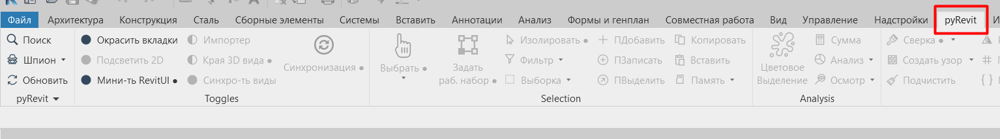 Файл Архитектура Конструкция Сталь Сборные элементы Системы Вставить Аннотации Анализ Формы и генплан Совместная работа Вид Управление Надстройки pyRevit
Поиск Окрасить вкладки Импортер Изолировать ПДобавить Копировать Сумма Сверка
Шпион Подсветить 2D Края 3D вида Фильтр ПЗаписать Вставить Анализ Создать узор
Синхронизация Выбрать Задать Цветовое
Обновить Мини-ть RevitUI Синхро-ть виды раб. набор Выборка ПВыделить Память Выделение Осмотр Подчистить
pyRevit Toggles Selection Analysis